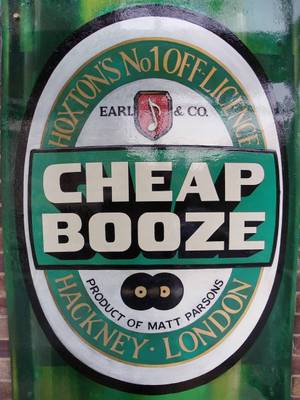 HOXTON'S No1 OFF-LICENCE
EARL & CO.
CHEAP
BOOZE
PRODUCT OF MATT PARSONS
HACKNEY · LONDON